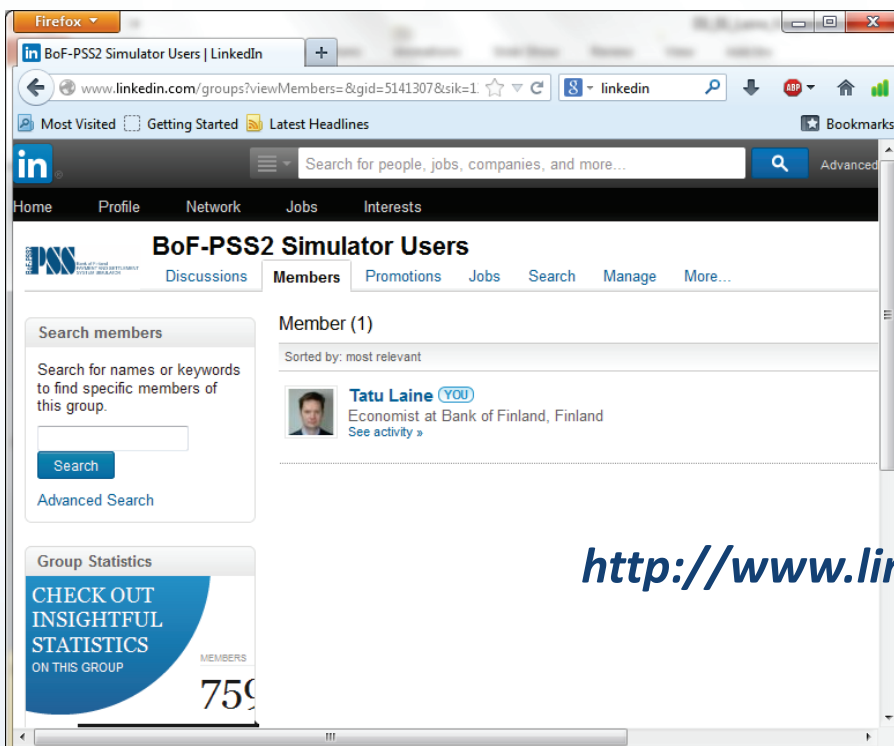 Firefox
BoF-PSS2 Simulator Users | LinkedIn
+
www.linkedin.com/groups?viewMembers=&gid=5141307&sik=1
linkedin
ABP
Most Visited
Getting Started
Latest Headlines
Bookmarks
in
Search for people, jobs, companies, and more...
Advanced
Home
Profile
Network
Jobs
Interests
PSS
BoF-PSS2 Simulator Users
Discussions
Members
Promotions
Jobs
Search
Manage
More...
Search members
Search for names or keywords
to find specific members of
this group.
Search
Advanced Search
Member (1)
Sorted by: most relevant
Tatu Laine YOU
Economist at Bank of Finland, Finland
See activity »
http://www.lin
Group Statistics
CHECK OUT
INSIGHTFUL
STATISTICS
ON THIS GROUP
MEMBERS
759